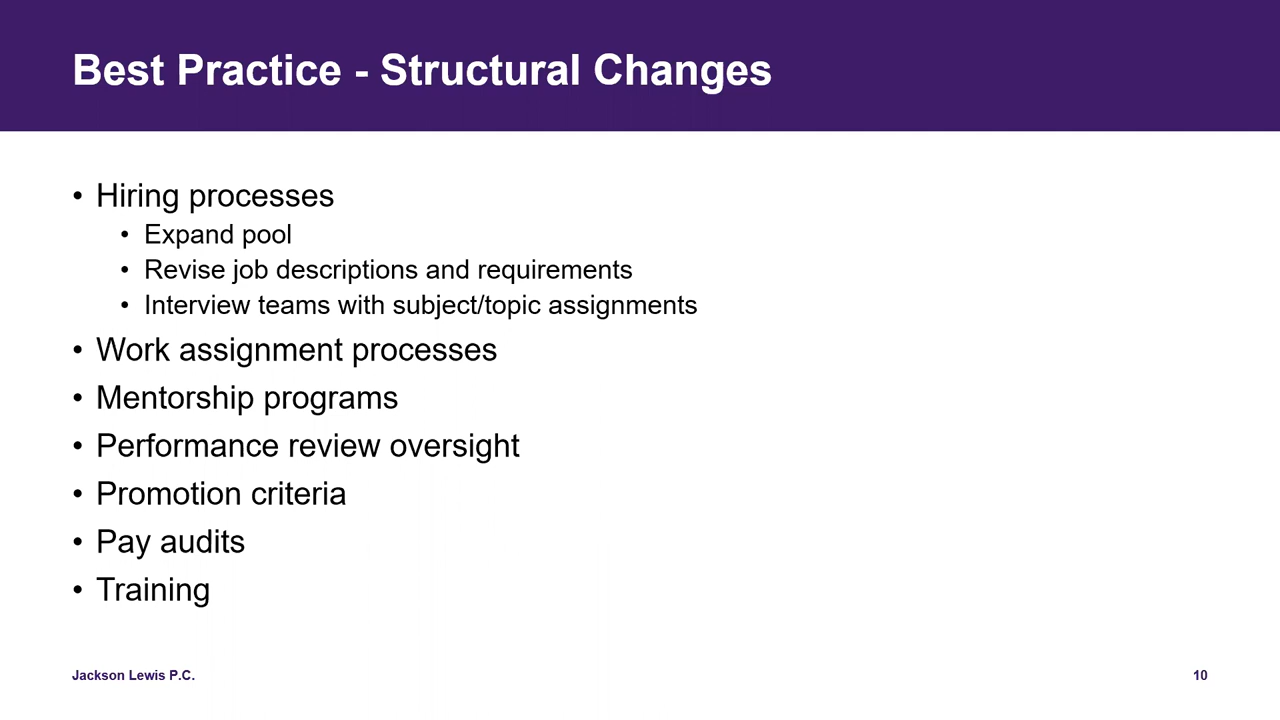 Best Practice - Structural Changes
• Hiring processes
• Expand pool
• Revise job descriptions and requirements
• Interview teams with subject/topic assignments
• Work assignment processes
• Mentorship programs
• Performance review oversight
• Promotion criteria
• Pay audits
• Training
Jackson Lewis P.C.
10